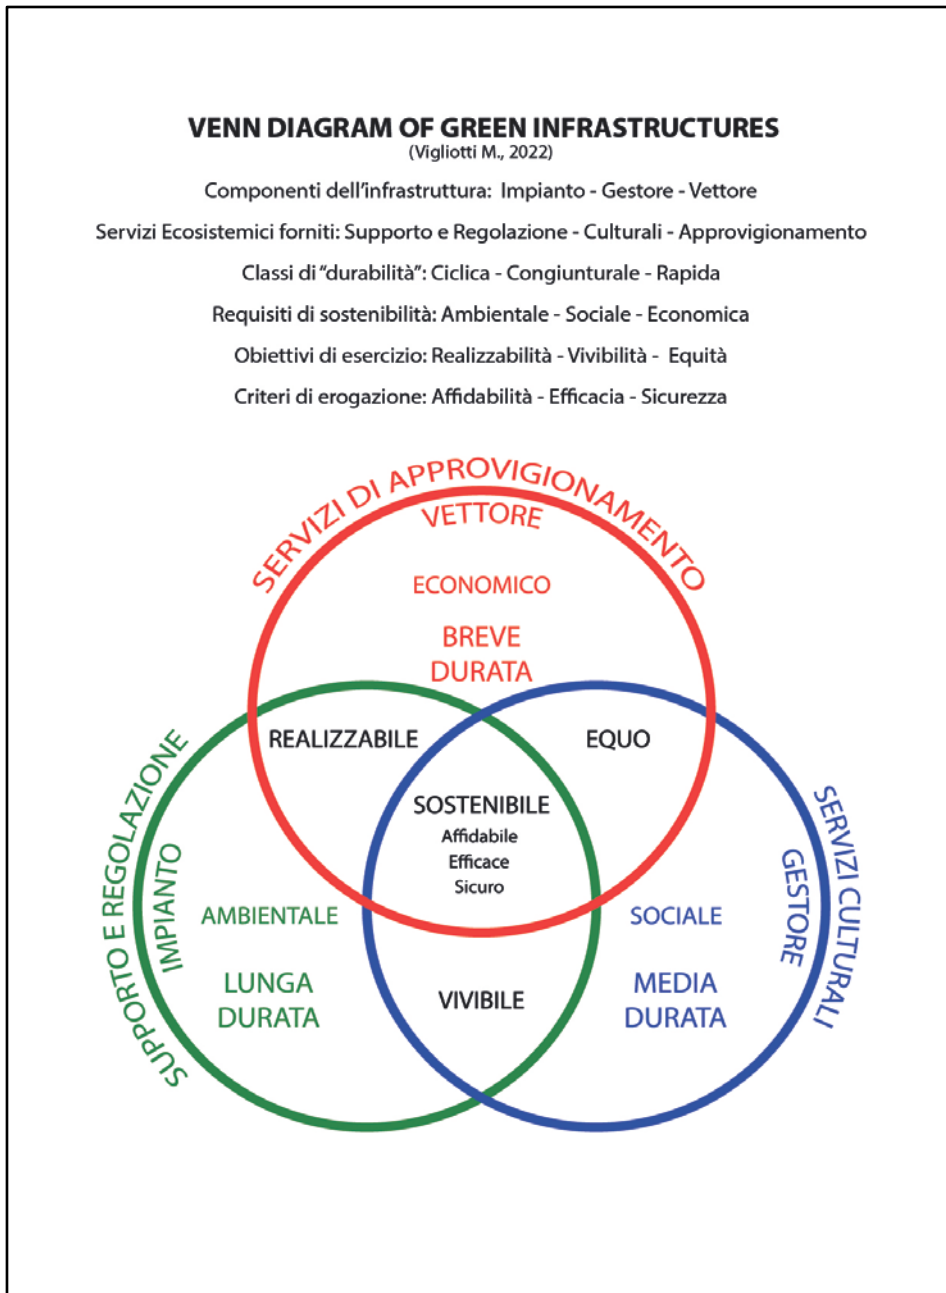 VENN DIAGRAM OF GREEN INFRASTRUCTURES
(Vigliotti M., 2022)
Componenti dell'infrastruttura: Impianto - Gestore - Vettore
Servizi Ecosistemici forniti: Supporto e Regolazione - Culturali - Approvigionamento
Classi di "durabilità": Ciclica - Congiunturale - Rapida
Requisiti di sostenibilità: Ambientale - Sociale - Economica
Obiettivi di esercizio: Realizzabilità - Vivibilità - Equità
Criteri di erogazione: Affidabilità - Efficacia - Sicurezza
SERVIZI DI APPROVIGIONAMENTO
VETTORE
ECONOMICO
BREVE
DURATA
REALIZZABILE
EQUO
SOSTENIBILE
Affidabile
Efficace
Sicuro
SUPPORTO E REGOLAZIONE
IMPIANTO
AMBIENTALE
LUNGA
DURATA
VIVIBILE
SOCIALE
MEDIA
DURATA
GESTORE
SERVIZI CULTURALI